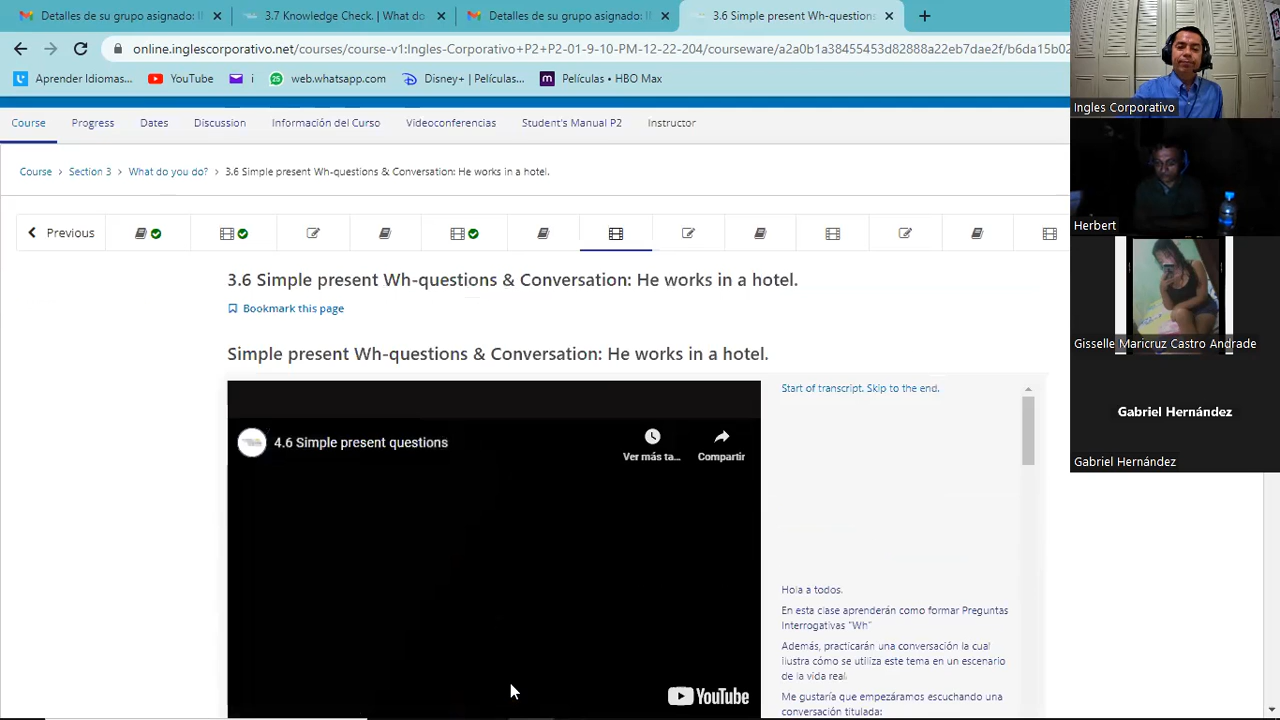 Detalles de su grupo asignado: I
3.7 Knowledge Check. | What do
Detalles de su grupo asignado: I
3.6 Simple present Wh-question
online.inglescorporativo.net/courses/course-v1:Ingles-Corporativo+P2+P2-01-9-10-PM-12-22-204/courseware/a2a0b1a38455453d828f8a22eb7dae2f/b6da15b02
Aprender Idiomas...
YouTube
i
web.whatsapp.com
Disney+ | Películas...
Películas • HBO Max
Course
Progress
Dates
Discussion
Información del Curso
Student's Manual P2
Instructor
Course > Section 3 > What do you do? > 3.6 Simple present Wh-questions & Conversation: He works in a hotel.
Previous
3.6 Simple present Wh-questions & Conversation: He works in a hotel.
Bookmark this page
Simple present Wh-questions & Conversation: He works in a hotel.
4.6 Simple present questions
Ver más ta...
Compartir
YouTube
Start of transcript. Skip to the end.
Hola a todos.
En esta clase aprenderán como formar Preguntas
Interrogativas "Wh"
Además, practicarán una conversación la cual
ilustra cómo se utiliza este tema en un escenario
de la vida real.
Me gustaría que empezáramos escuchando una
conversación titulada:
Ingles Corporativo
Herbert
Gisselle Maricruz Castro Andrade
Gabriel Hernández
Gabriel Hernández